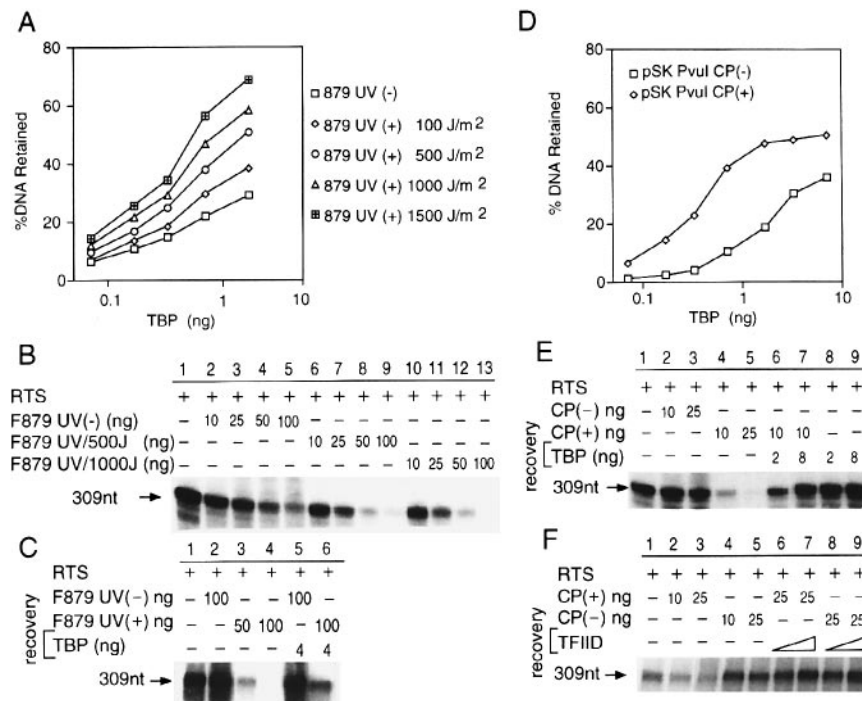 A
80
60
40
20
0
%DNA Retained
0.1 1 10
TBP (ng)
879 UV (-)
879 UV (+) 100 J/m2
879 UV (+) 500 J/m2
879 UV (+) 1000 J/m2
879 UV (+) 1500 J/m2
B
1 2 3 4 5 6 7 8 9 10 11 12 13
RTS + + + + + + + + + + + + +
F879 UV(-) (ng) – 10 25 50 100 – – – – – – – –
F879 UV/500J (ng) – – – – – 10 25 50 100 – – – –
F879 UV/1000J (ng) – – – – – – – – – 10 25 50 100
309nt
C
1 2 3 4 5 6
RTS + + + + + +
F879 UV(−) ng – 100 – – 100 –
F879 UV(+) ng – – 50 100 – 100
recovery
TBP (ng) – – – – 4 4
309nt
D
80
60
40
20
0
% DNA Retained
0.1 1 10
TBP (ng)
pSK PvuI CP(-)
pSK PvuI CP(+)
E
1 2 3 4 5 6 7 8 9
RTS + + + + + + + + +
CP(−) ng – 10 25 – – – – – –
CP(+) ng – – – 10 25 10 10 – –
recovery
TBP (ng) – – – – – 2 8 2 8
309nt
F
1 2 3 4 5 6 7 8 9
RTS + + + + + + + + +
CP(+) ng – 10 25 – – 25 25 – –
CP(−) ng – – – 10 25 – – 25 25
recovery
TFIID – – – – –
309nt